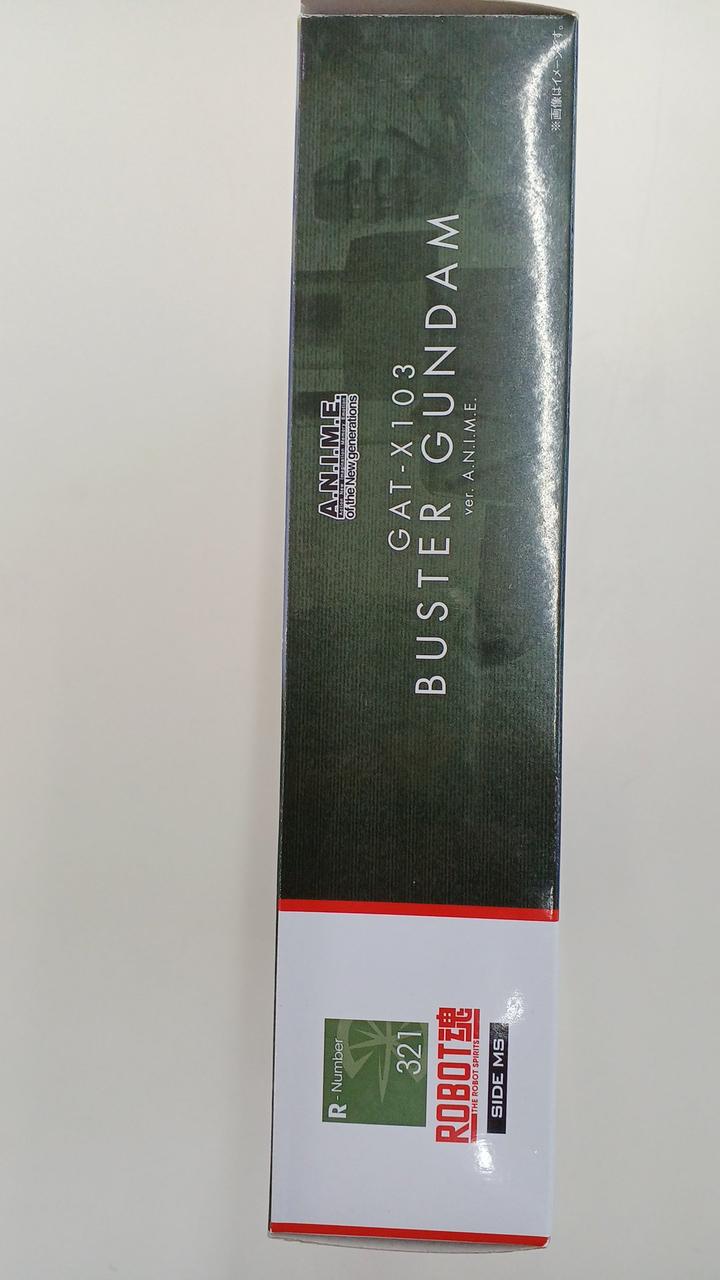 A.N.I.M.E.
of the New generations
GAT-X103
BUSTER GUNDAM
ver. A.N.I.M.E.
※画像はイメージです。
R-Number
321
ROBOT魂
THE ROBOT SPIRITS
SIDE MS